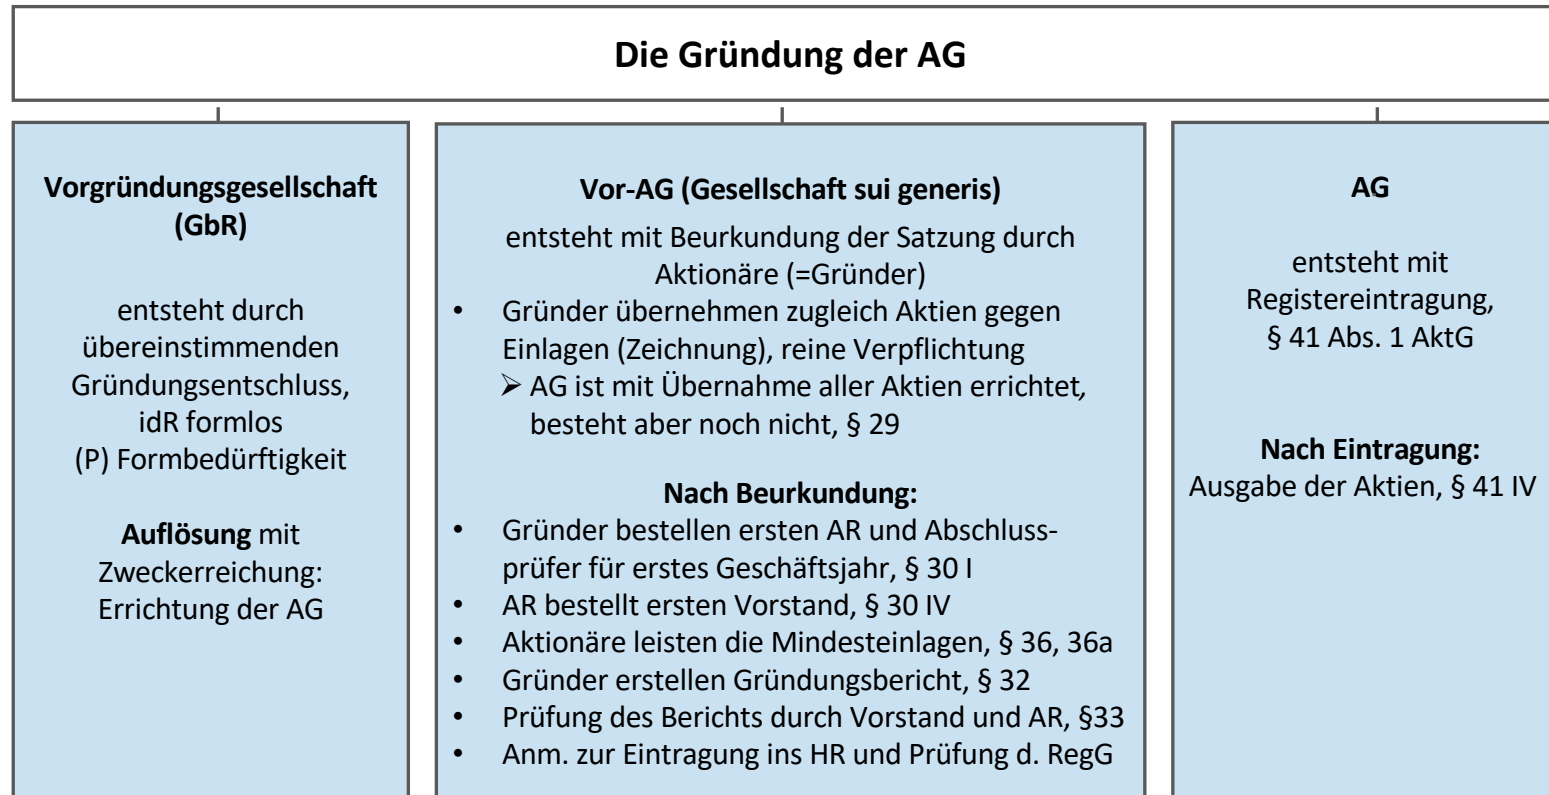 Die Gründung der AG
Vorgründungsgesellschaft
(GbR)
entsteht durch
übereinstimmenden
Gründungsentschluss,
idR formlos
(P) Formbedürftigkeit
Auflösung mit
Zweckerreichung:
Errichtung der AG
Vor-AG (Gesellschaft sui generis)
entsteht mit Beurkundung der Satzung durch
Aktionäre (=Gründer)
• Gründer übernehmen zugleich Aktien gegen
Einlagen (Zeichnung), reine Verpflichtung
➢ AG ist mit Übernahme aller Aktien errichtet,
besteht aber noch nicht, § 29
Nach Beurkundung:
• Gründer bestellen ersten AR und Abschluss-
prüfer für erstes Geschäftsjahr, § 30 I
• AR bestellt ersten Vorstand, § 30 IV
• Aktionäre leisten die Mindesteinlagen, § 36, 36a
• Gründer erstellen Gründungsbericht, § 32
• Prüfung des Berichts durch Vorstand und AR, §33
• Anm. zur Eintragung ins HR und Prüfung d. RegG
AG
entsteht mit
Registereintragung,
§ 41 Abs. 1 AktG
Nach Eintragung:
Ausgabe der Aktien, § 41 IV